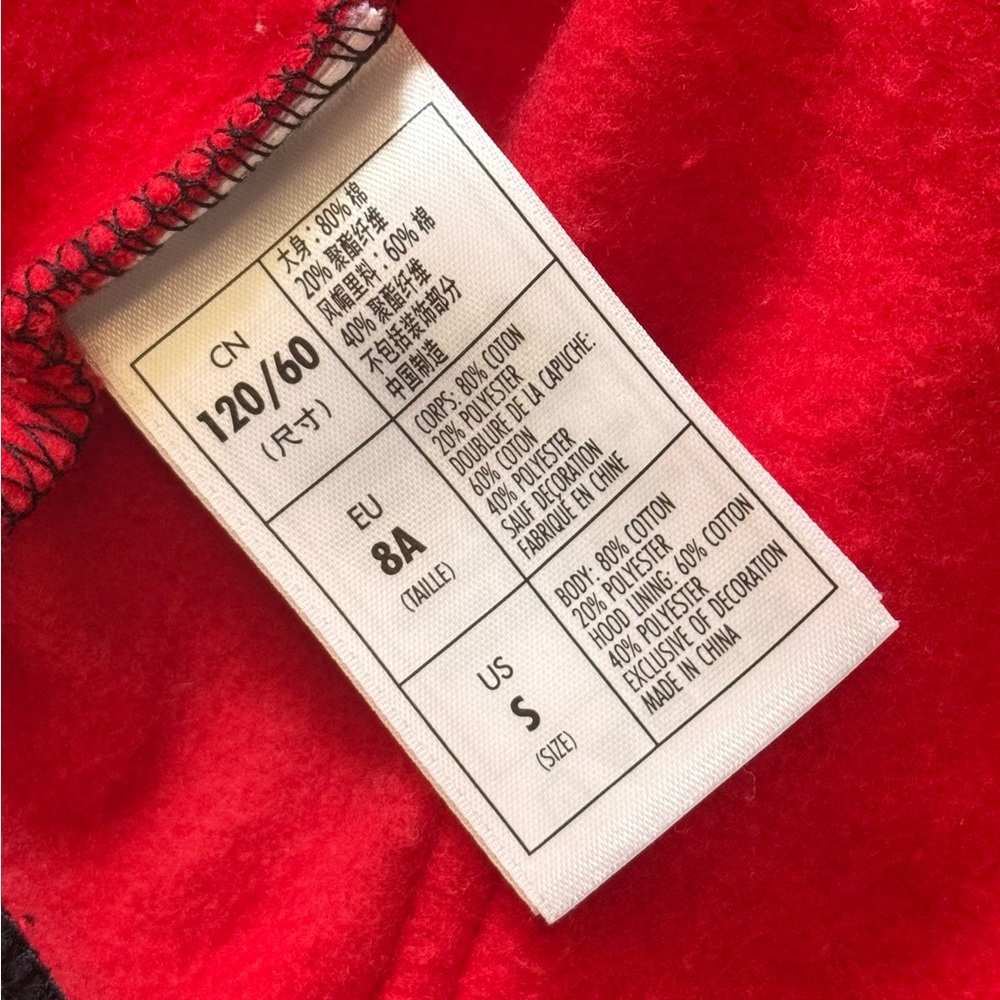 CN
120/60
(尺寸)
大身：80% 棉
20% 聚酯纤维
风帽里料：60% 棉
40% 聚酯纤维
不包括装饰部分
中国制造
EU
8A
(TAILLE)
CORPS: 80% COTON
20% POLYESTER
DOUBLURE DE LA CAPUCHE:
60% COTON
40% POLYESTER
SAUF DECORATION
FABRIQUÉ EN CHINE
US
S
(SIZE)
BODY: 80% COTTON
20% POLYESTER
HOOD LINING: 60% COTTON
40% POLYESTER
EXCLUSIVE OF DECORATION
MADE IN CHINA